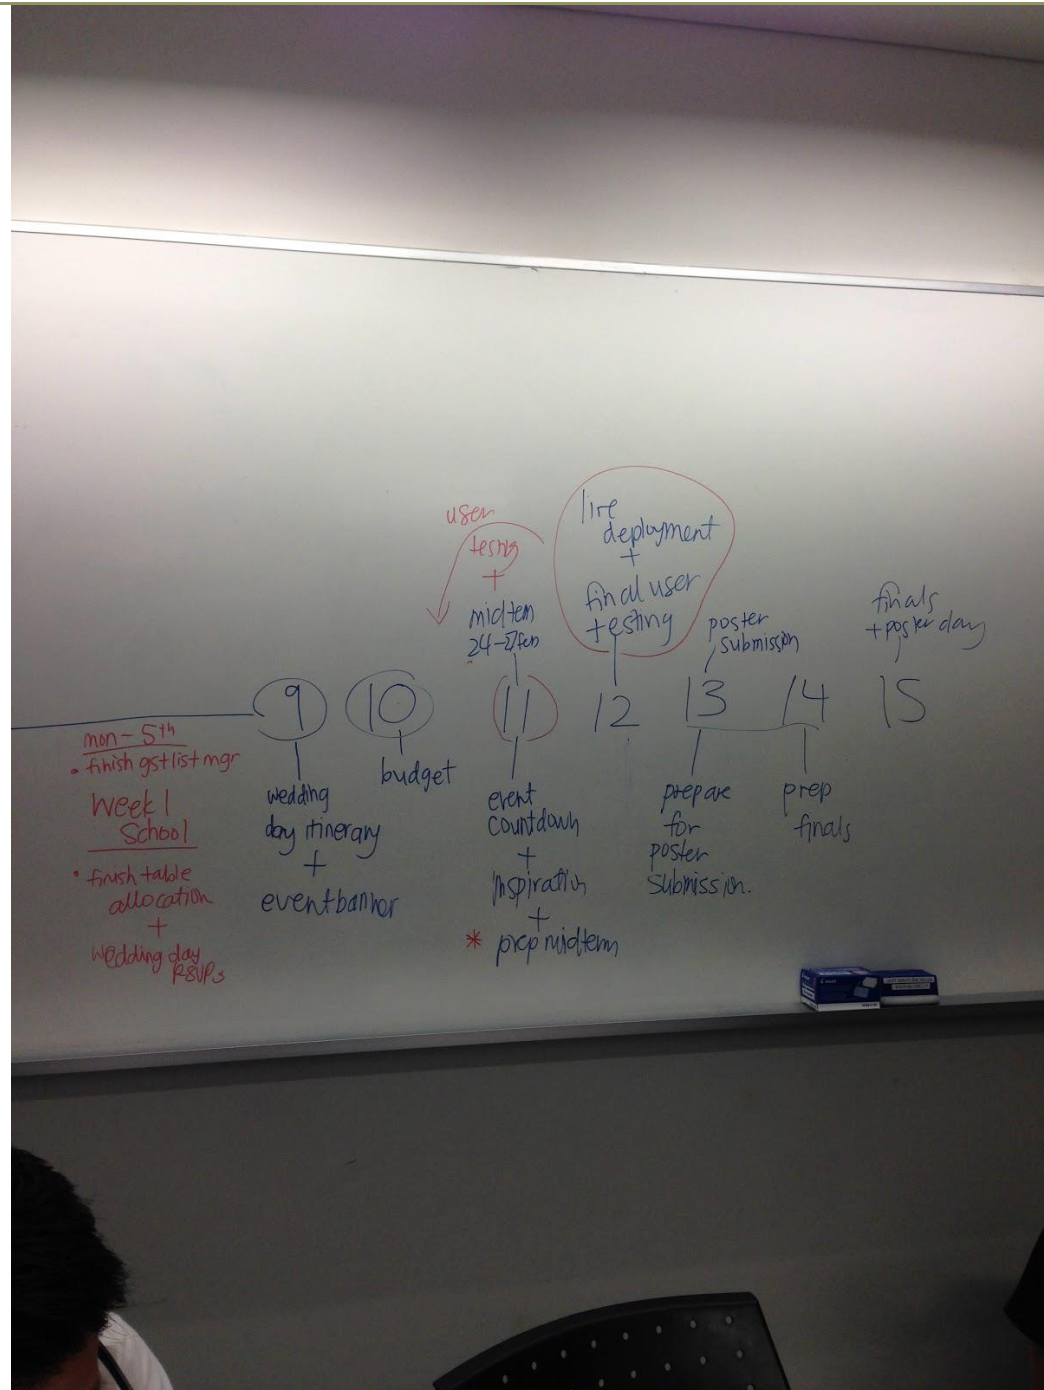 user
testing
+
midterm
24-27 feb
live
deployment
+
final user
testing
poster
submission
finals
+ poster day
9
10
11
12
13
14
15
mon - 5th
• finish gst list mgr
Week 1
School
• finish table
allocation
+
wedding day
RSVPs
wedding
day itinerary
+
event banner
budget
event
countdown
+
inspiration
+
* prep midterm
prepare
for
poster
submission.
prep
finals